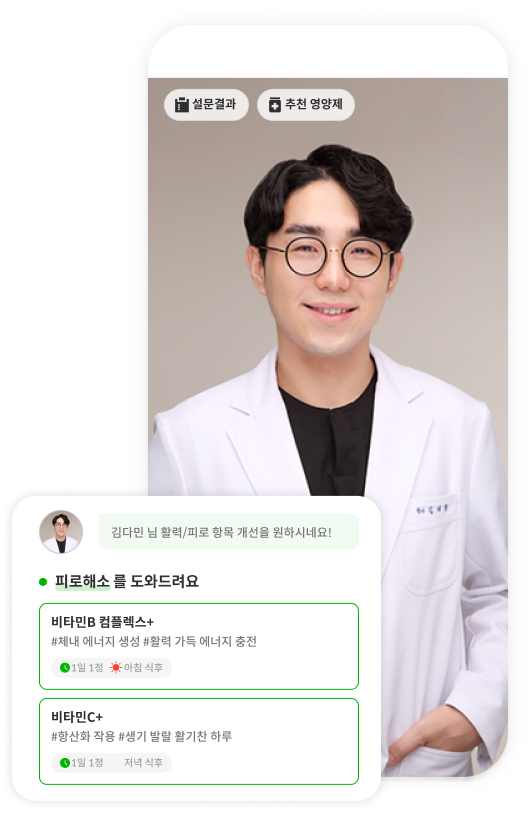 설문결과
추천 영양제
김다민 님 활력/피로 항목 개선을 원하시네요!
피로해소 를 도와드려요
비타민B 컴플렉스+
#체내 에너지 생성 #활력 가득 에너지 충전
1일 1정 아침 식후
비타민C+
#항산화 작용 #생기 발랄 활기찬 하루
1일 1정 저녁 식후